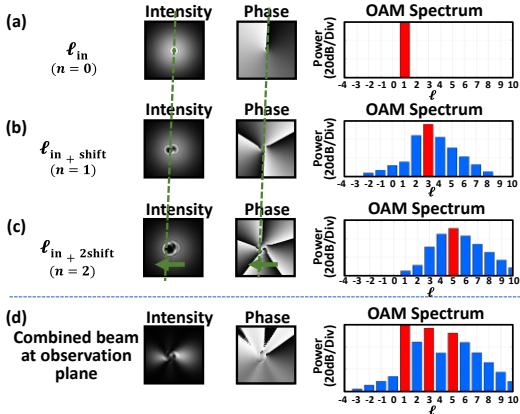 Intensity Phase OAM Spectrum
(a)
ℓin
(n = 0)
Power
(20dB/Div)
-4 -3 -2 -1 0 1 2 3 4 5 6 7 8 9 10
ℓ
Intensity Phase OAM Spectrum
(b)
ℓin + shift
(n = 1)
Power
(20dB/Div)
-4 -3 -2 -1 0 1 2 3 4 5 6 7 8 9 10
ℓ
Intensity Phase OAM Spectrum
(c)
ℓin + 2shift
(n = 2)
Power
(20dB/Div)
-4 -3 -2 -1 0 1 2 3 4 5 6 7 8 9 10
ℓ
Intensity Phase OAM Spectrum
(d)
Combined beam
at observation
plane
Power
(20dB/Div)
-4 -3 -2 -1 0 1 2 3 4 5 6 7 8 9 10
ℓ